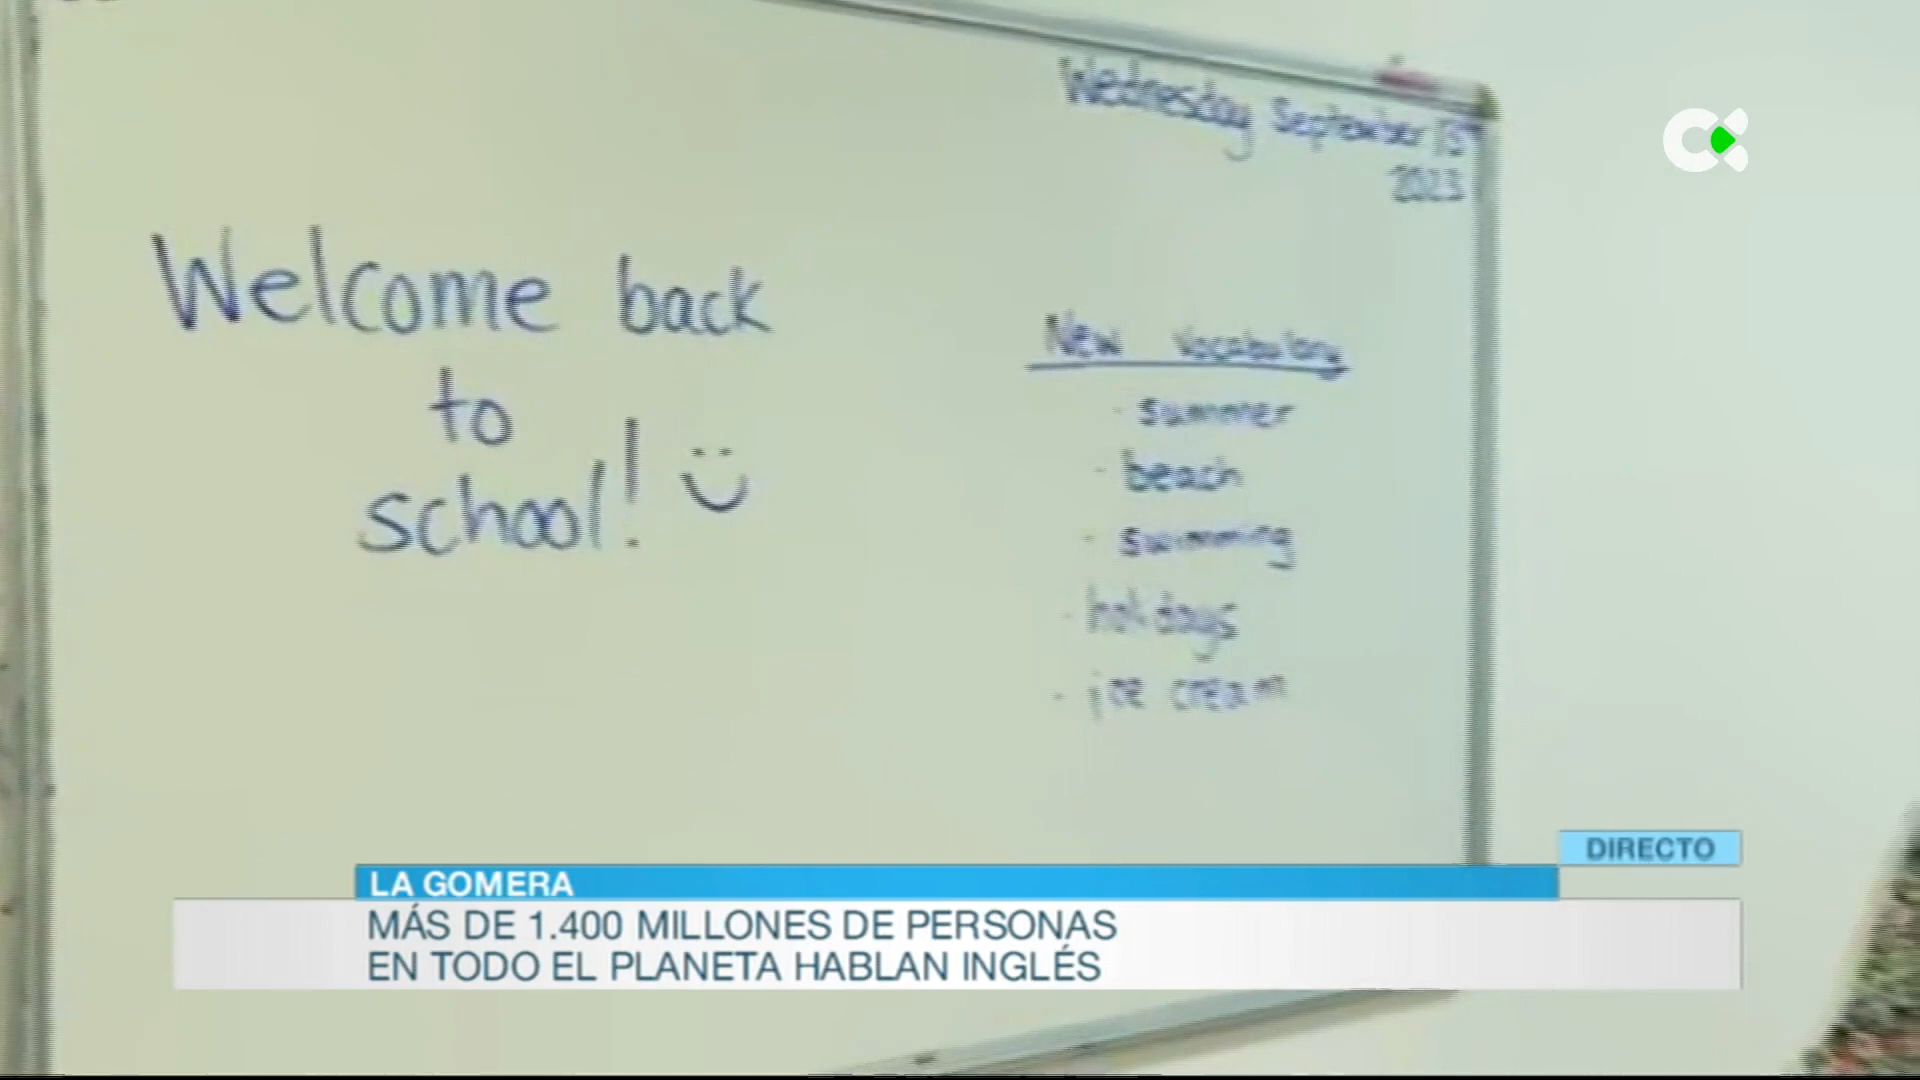 Wednesday September 13
2023
Welcome back
to
school!
New Vocabulary
- summer
- beach
- swimming
- holidays
- ice cream
DIRECTO
LA GOMERA
MÁS DE 1.400 MILLONES DE PERSONAS
EN TODO EL PLANETA HABLAN INGLÉS